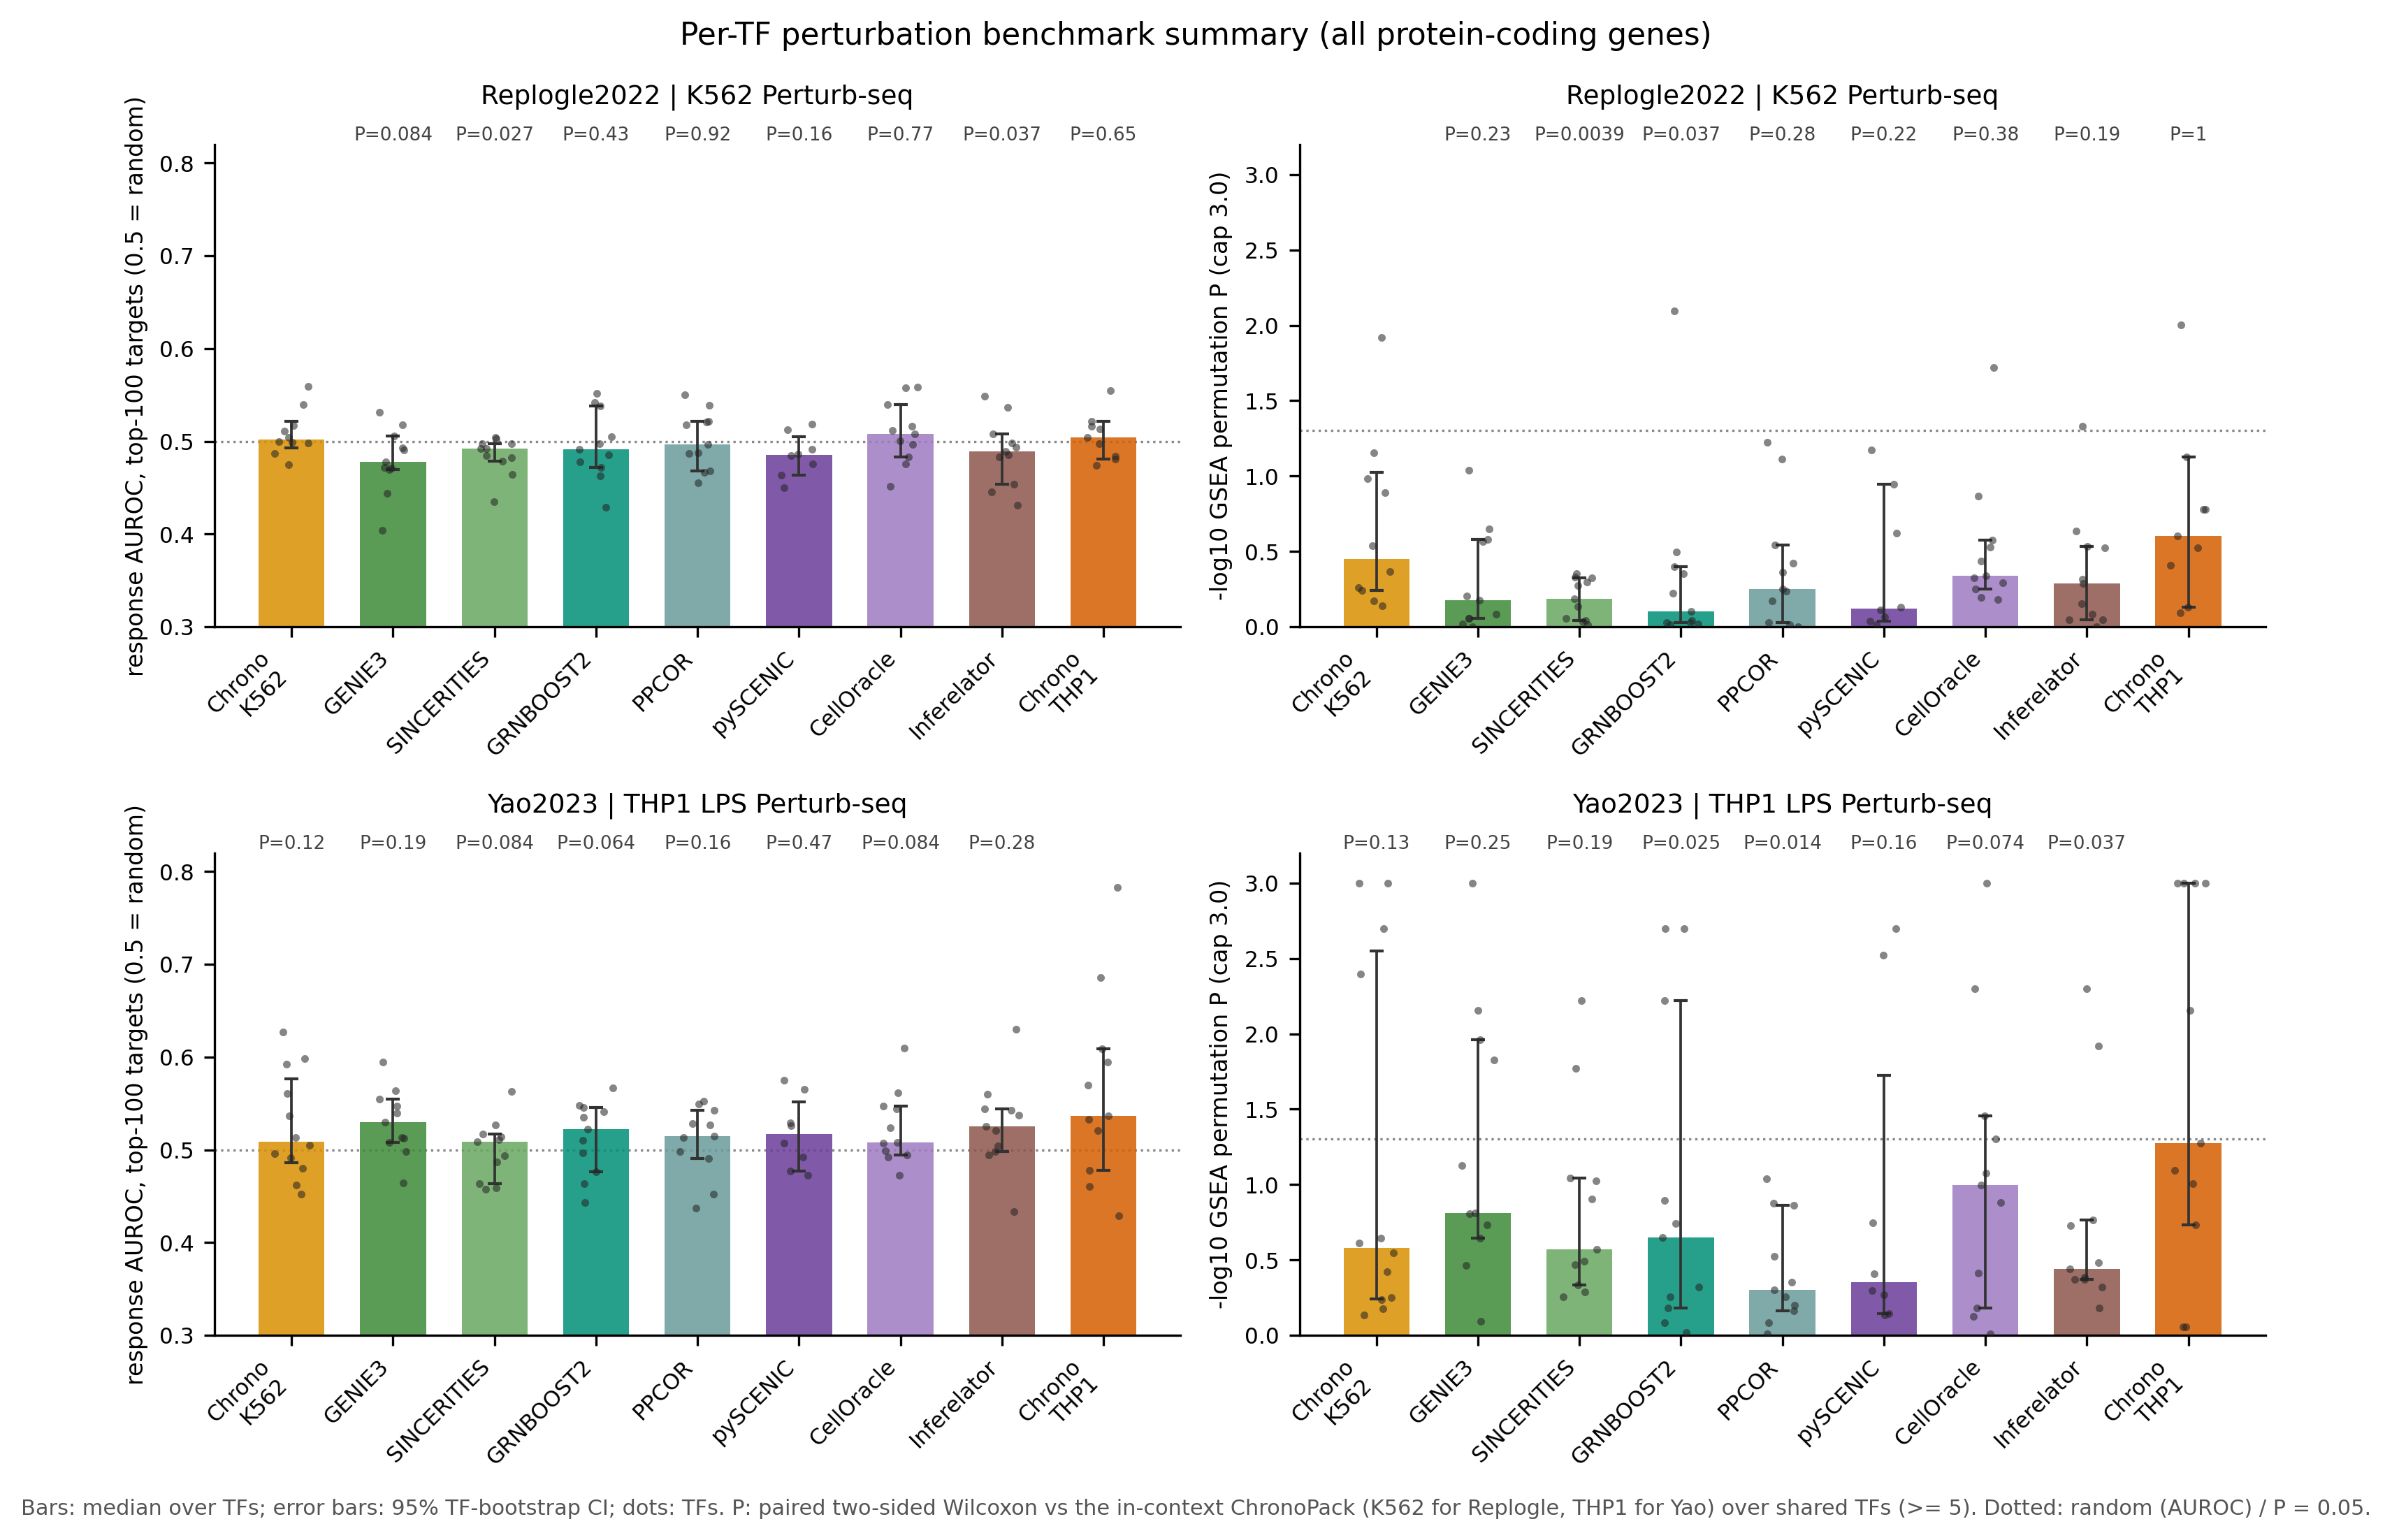 Per-TF perturbation benchmark summary (all protein-coding genes)
Replogle2022 | K562 Perturb-seq
P=0.084 P=0.027 P=0.43 P=0.92 P=0.16 P=0.77 P=0.037 P=0.65
response AUROC, top-100 targets (0.5 = random)
0.8
0.7
0.6
0.5
0.4
0.3
Chrono
K562
GENIE3
SINCERITIES
GRNBOOST2
PPCOR
pySCENIC
CellOracle
Inferelator
Chrono
THP1
Replogle2022 | K562 Perturb-seq
P=0.23 P=0.0039 P=0.037 P=0.28 P=0.22 P=0.38 P=0.19 P=1
-log10 GSEA permutation P (cap 3.0)
3.0
2.5
2.0
1.5
1.0
0.5
0.0
Chrono
K562
GENIE3
SINCERITIES
GRNBOOST2
PPCOR
pySCENIC
CellOracle
Inferelator
Chrono
THP1
Yao2023 | THP1 LPS Perturb-seq
P=0.12 P=0.19 P=0.084 P=0.064 P=0.16 P=0.47 P=0.084 P=0.28
response AUROC, top-100 targets (0.5 = random)
0.8
0.7
0.6
0.5
0.4
0.3
Chrono
K562
GENIE3
SINCERITIES
GRNBOOST2
PPCOR
pySCENIC
CellOracle
Inferelator
Chrono
THP1
Yao2023 | THP1 LPS Perturb-seq
P=0.13 P=0.25 P=0.19 P=0.025 P=0.014 P=0.16 P=0.074 P=0.037
-log10 GSEA permutation P (cap 3.0)
3.0
2.5
2.0
1.5
1.0
0.5
0.0
Chrono
K562
GENIE3
SINCERITIES
GRNBOOST2
PPCOR
pySCENIC
CellOracle
Inferelator
Chrono
THP1
Bars: median over TFs; error bars: 95% TF-bootstrap CI; dots: TFs. P: paired two-sided Wilcoxon vs the in-context ChronoPack (K562 for Replogle, THP1 for Yao) over shared TFs (>= 5). Dotted: random (AUROC) / P = 0.05.